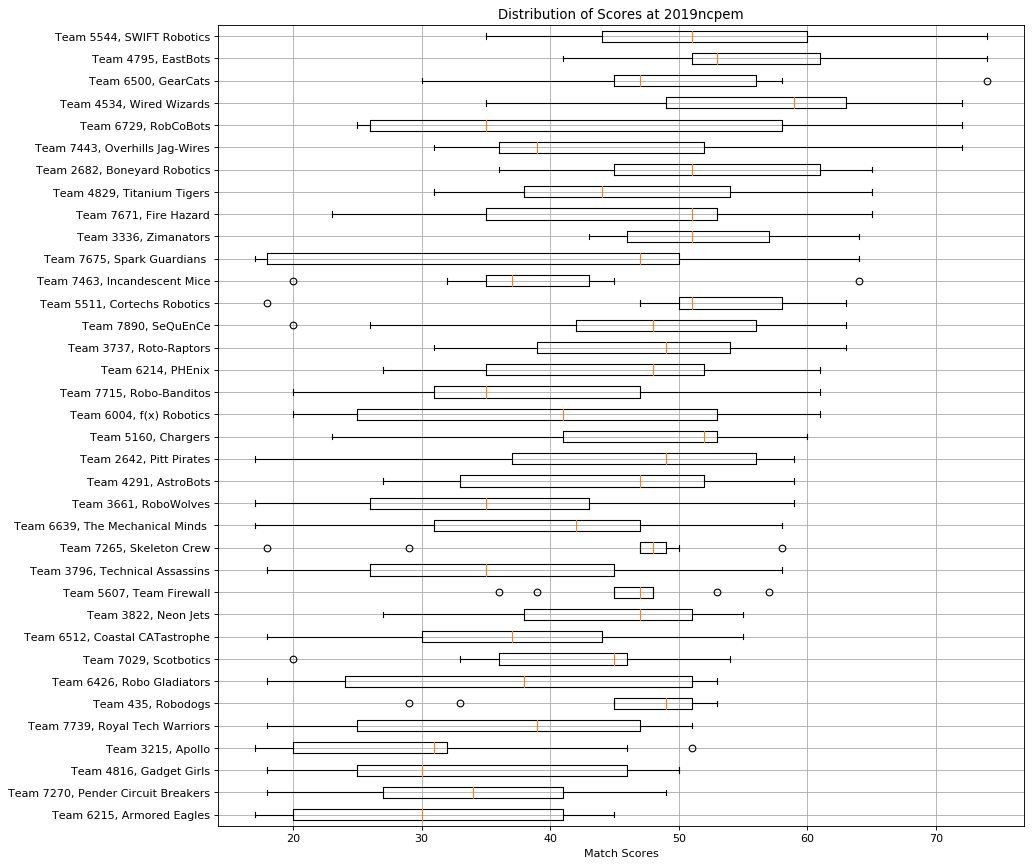 Distribution of Scores at 2019ncpem
Team 5544, SWIFT Robotics
Team 4795, EastBots
Team 6500, GearCats
Team 4534, Wired Wizards
Team 6729, RobCoBots
Team 7443, Overhills Jag-Wires
Team 2682, Boneyard Robotics
Team 4829, Titanium Tigers
Team 7671, Fire Hazard
Team 3336, Zimanators
Team 7675, Spark Guardians
Team 7463, Incandescent Mice
Team 5511, Cortechs Robotics
Team 7890, SeQuEnCe
Team 3737, Roto-Raptors
Team 6214, PHEnix
Team 7715, Robo-Banditos
Team 6004, f(x) Robotics
Team 5160, Chargers
Team 2642, Pitt Pirates
Team 4291, AstroBots
Team 3661, RoboWolves
Team 6639, The Mechanical Minds
Team 7265, Skeleton Crew
Team 3796, Technical Assassins
Team 5607, Team Firewall
Team 3822, Neon Jets
Team 6512, Coastal CATastrophe
Team 7029, Scotbotics
Team 6426, Robo Gladiators
Team 435, Robodogs
Team 7739, Royal Tech Warriors
Team 3215, Apollo
Team 4816, Gadget Girls
Team 7270, Pender Circuit Breakers
Team 6215, Armored Eagles
20 30 40 50 60 70
Match Scores